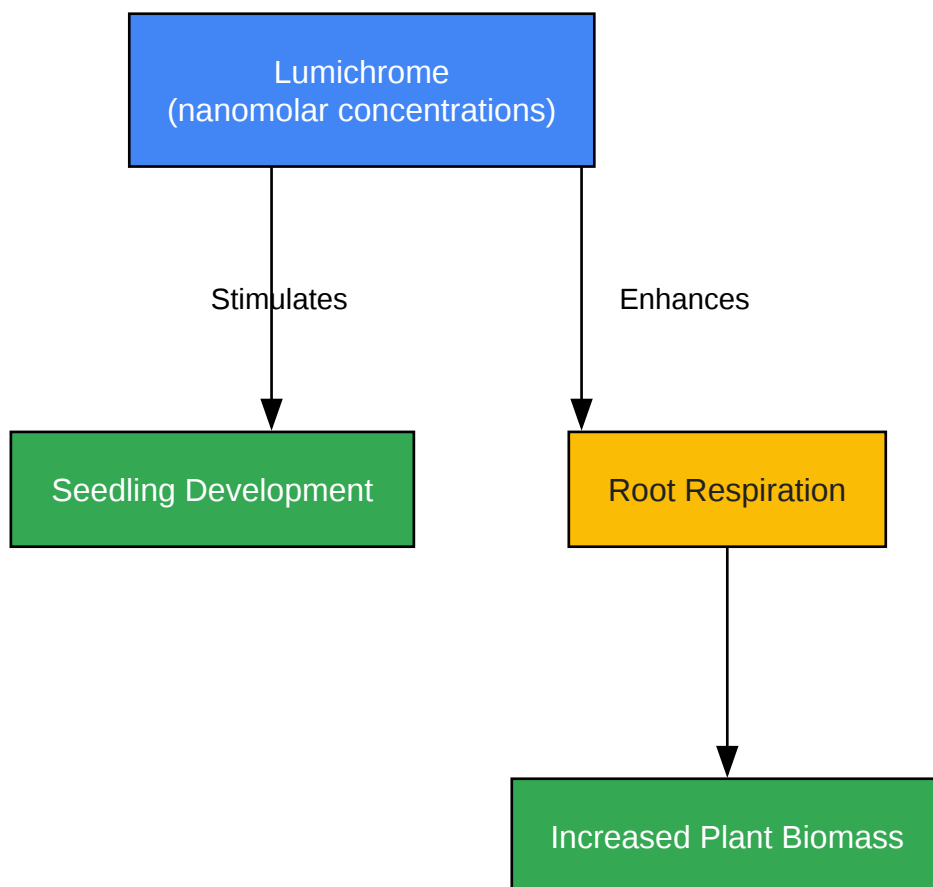 Lumichrome
(nanomolar concentrations)
Stimulates
Enhances
Seedling Development
Root Respiration
Increased Plant Biomass